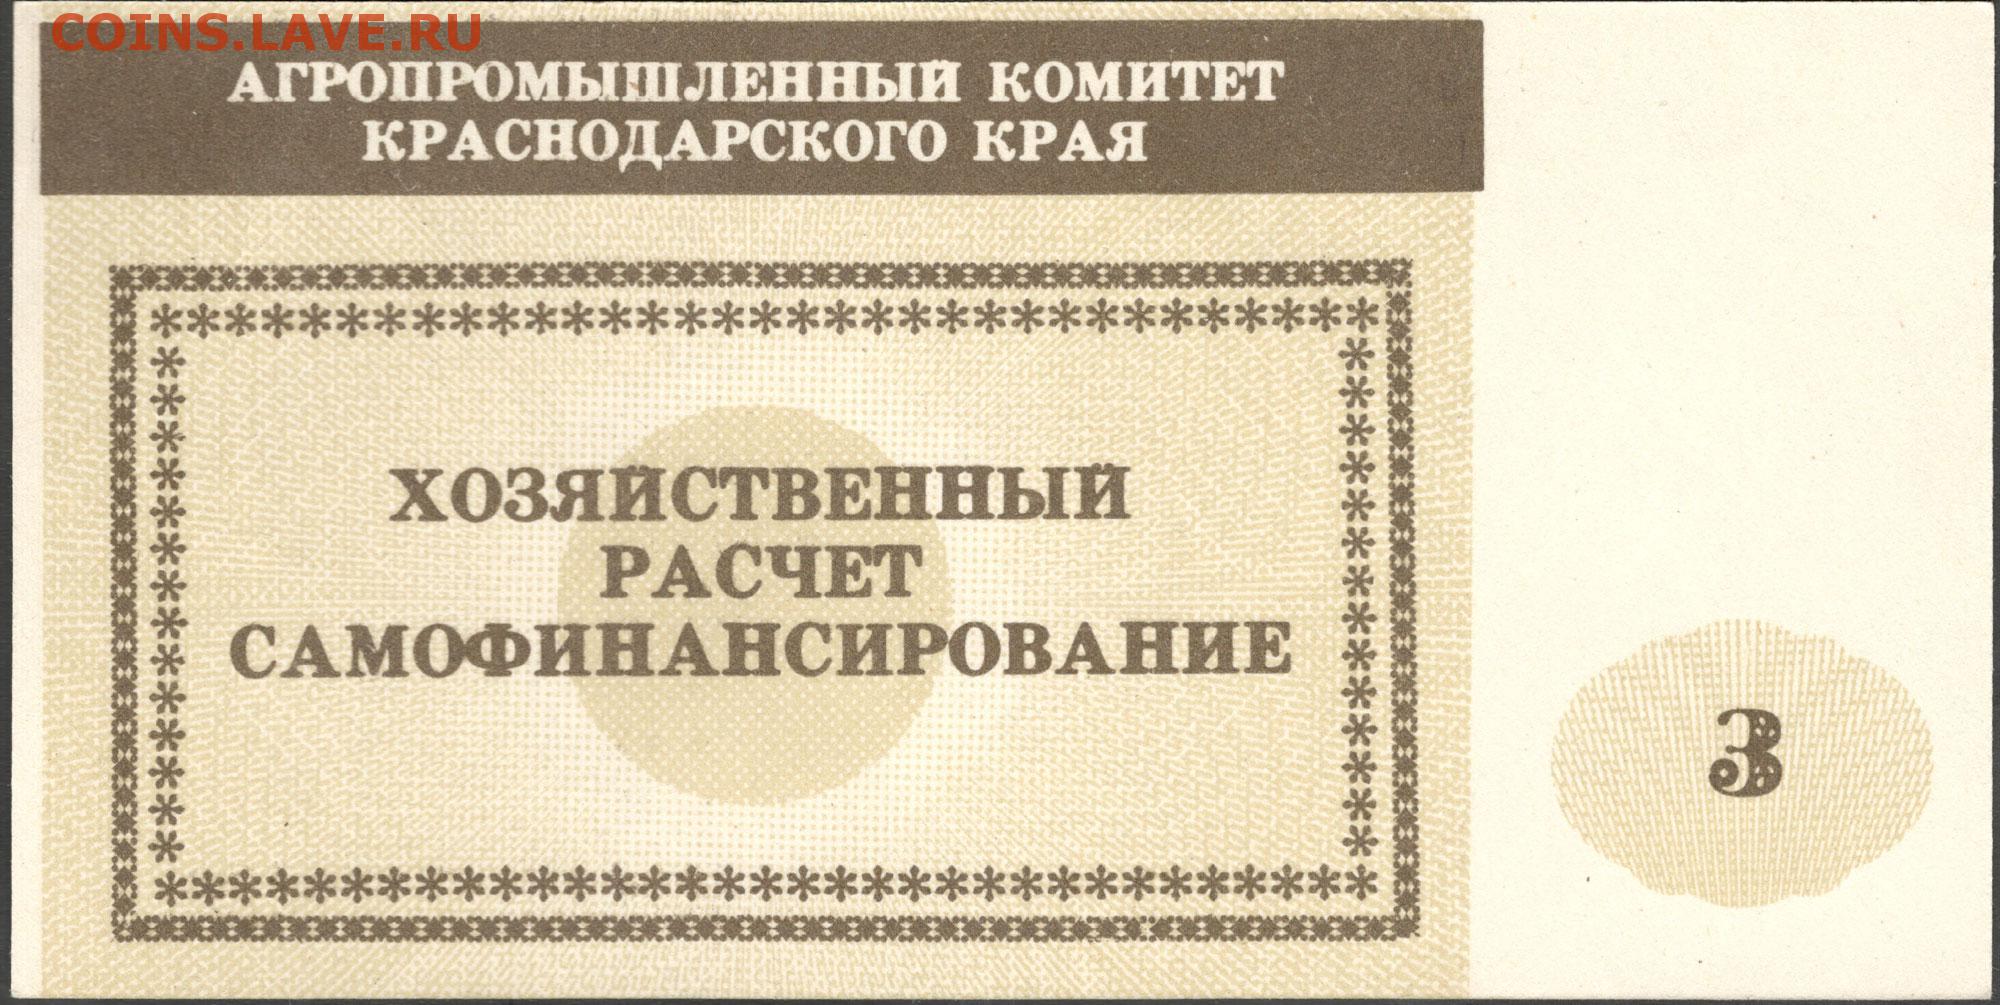 COINS.LAVE.RU
АГРОПРОМЫШЛЕННЫЙ КОМИТЕТ
КРАСНОДАРСКОГО КРАЯ
ХОЗЯЙСТВЕННЫЙ
РАСЧЕТ
САМОФИНАНСИРОВАНИЕ
3